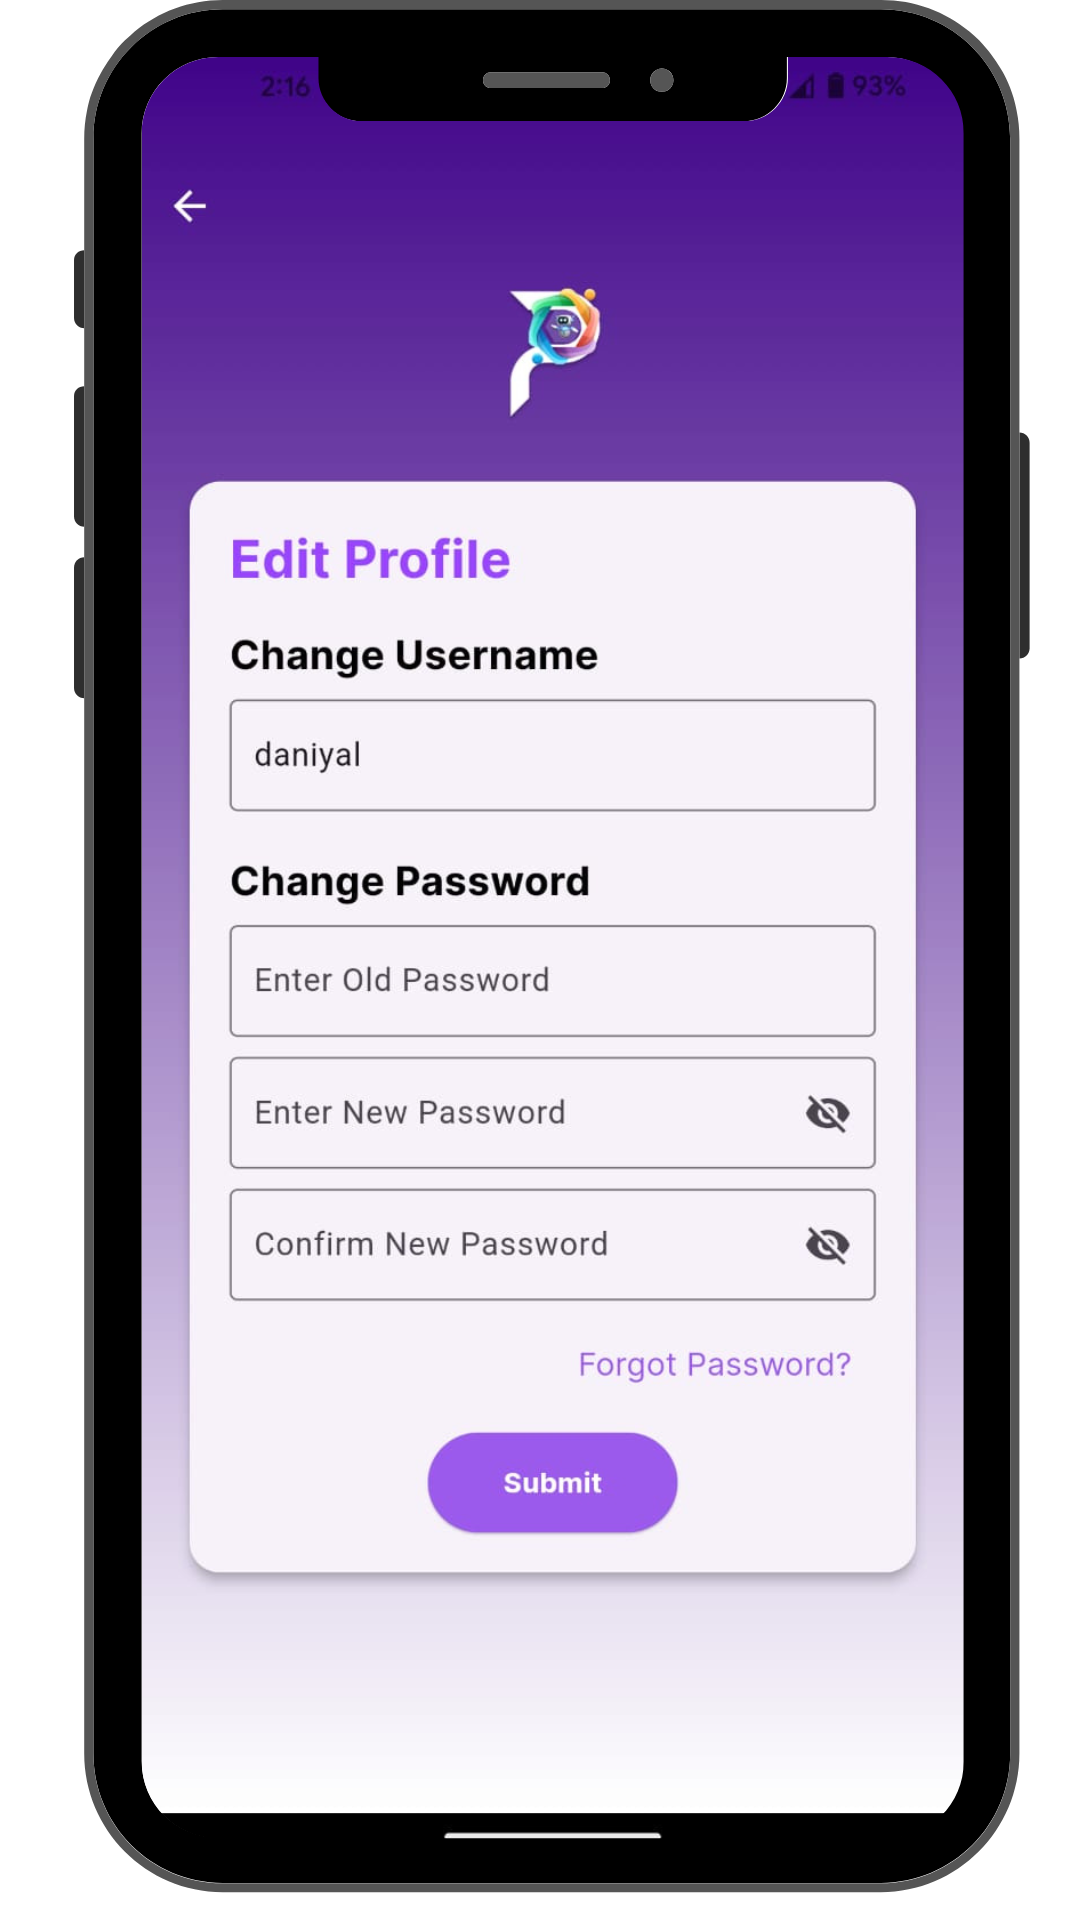 2:16 93%
Edit Profile
Change Username
daniyal
Change Password
Enter Old Password
Enter New Password
Confirm New Password
Forgot Password?
Submit